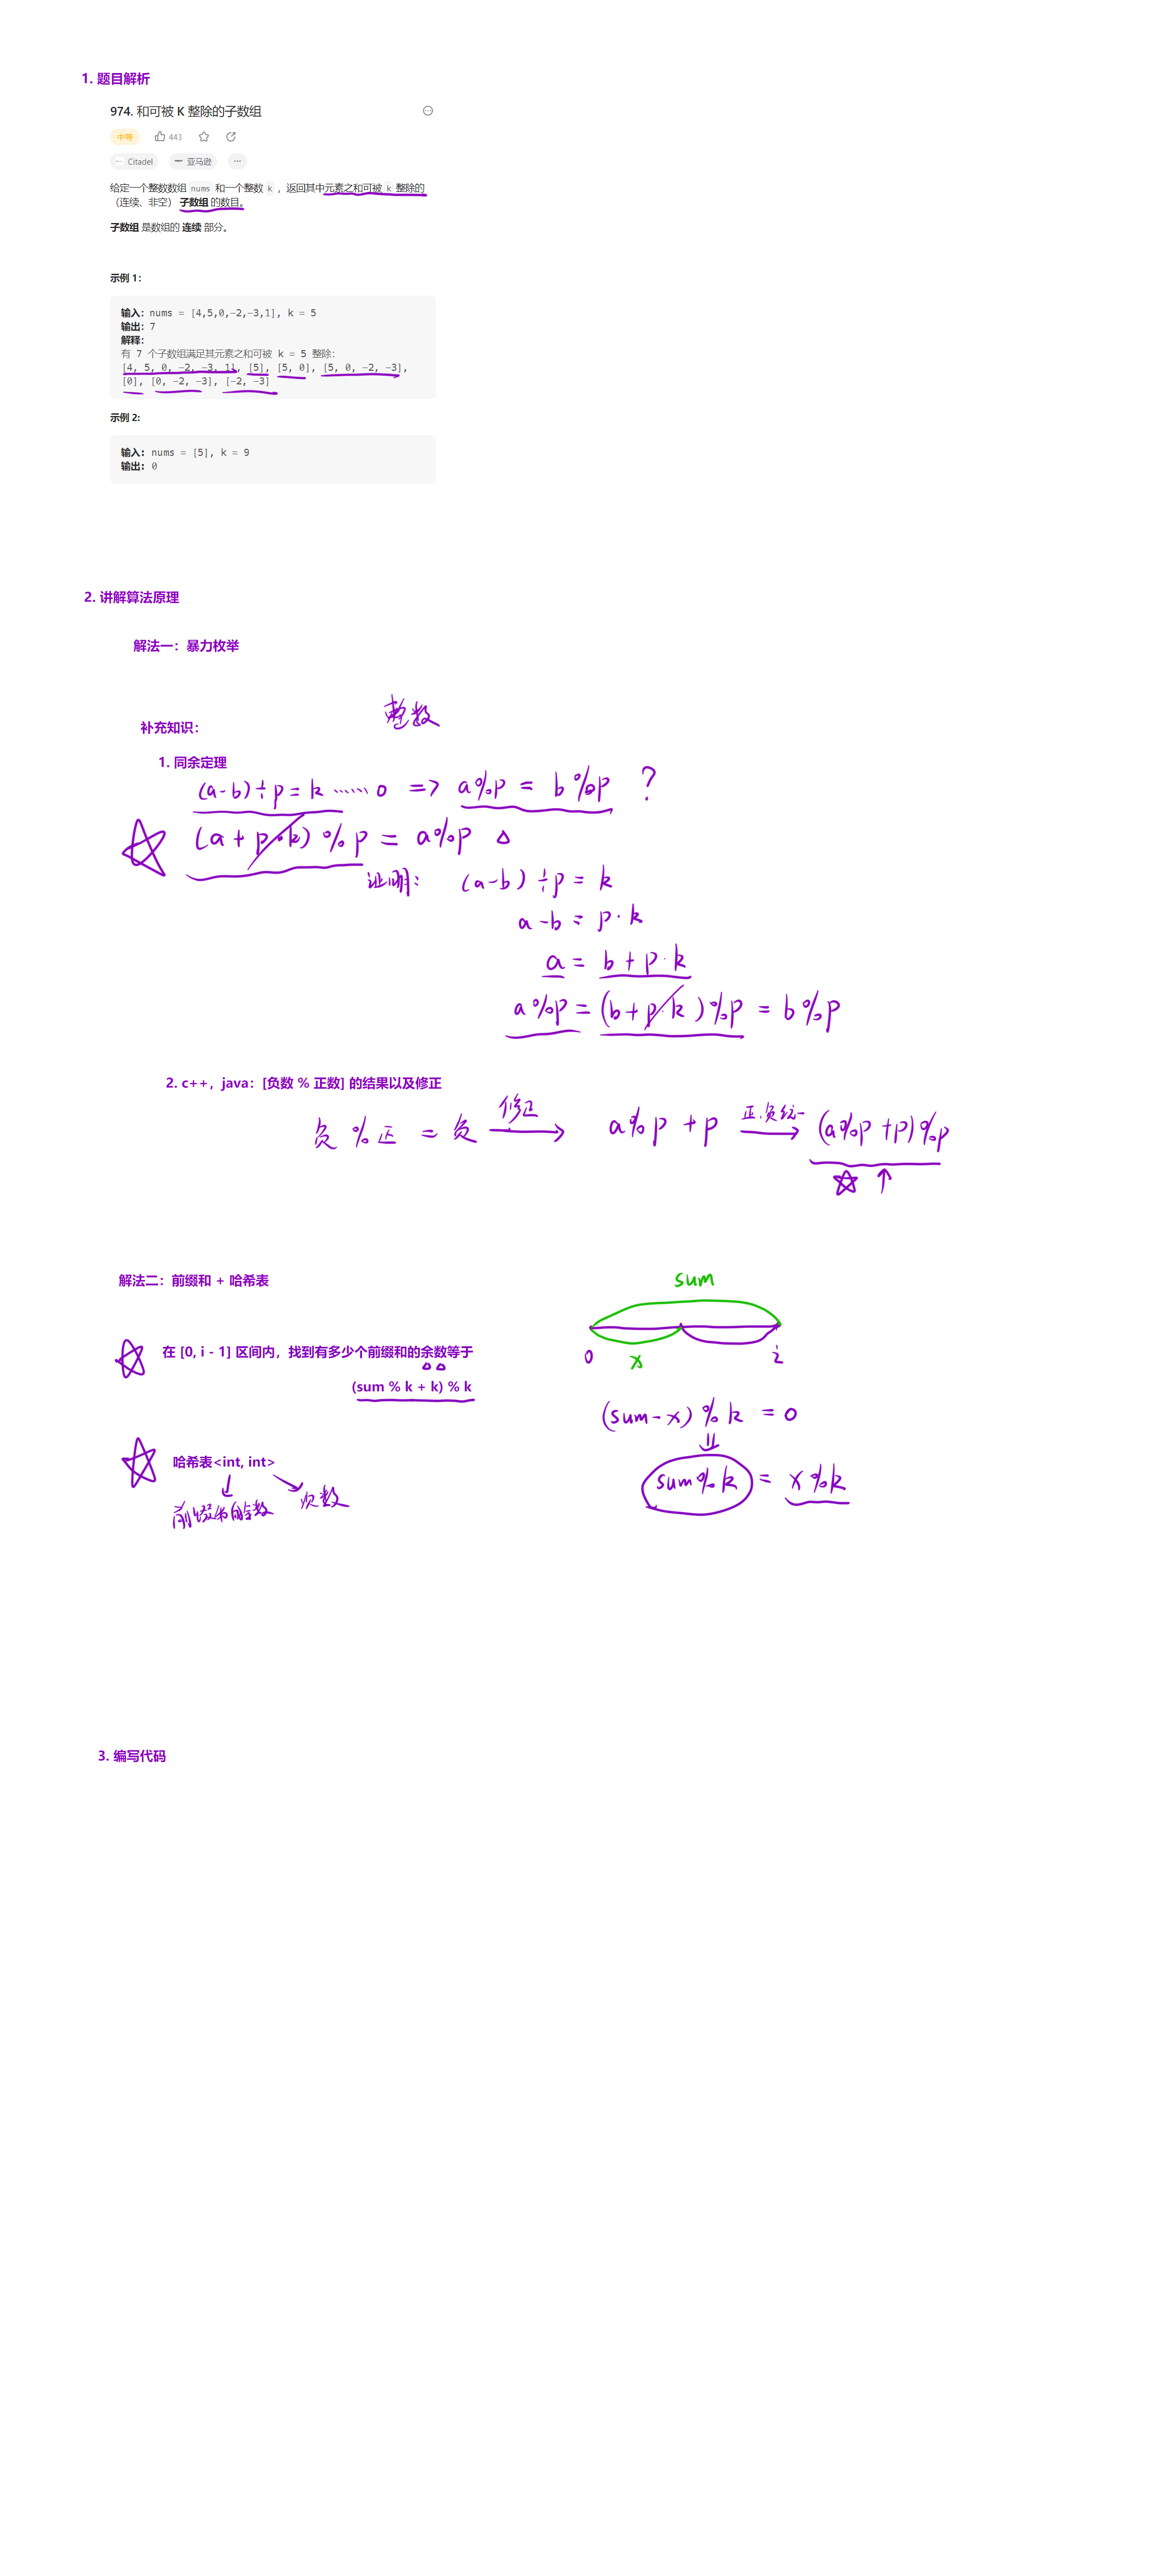 1. 题目解析
974. 和可被 K 整除的子数组
中等 443
Citadel 亚马逊 ...
给定一个整数数组 nums 和一个整数 k ，返回其中元素之和可被 k 整除的
（连续、非空） 子数组 的数目。
子数组 是数组的 连续 部分。
示例 1：
输入：nums = [4,5,0,-2,-3,1], k = 5
输出：7
解释：
有 7 个子数组满足其元素之和可被 k = 5 整除：
[4, 5, 0, -2, -3, 1], [5], [5, 0], [5, 0, -2, -3],
[0], [0, -2, -3], [-2, -3]
示例 2:
输入: nums = [5], k = 9
输出: 0
2. 讲解算法原理
解法一：暴力枚举
整数
补充知识：
1. 同余定理
(a-b)÷p=k……0 => a%p = b%p ?
(a+p·k)%p = a%p △
证明： (a-b)÷p = k
a-b = p·k
a = b+p·k
a%p = (b+p·k)%p = b%p
2. c++，java：[负数 % 正数] 的结果以及修正
负 % 正 = 负 修正 a%p + p 正、负统一 (a%p+p)%p
解法二：前缀和 + 哈希表
sum
0 x i
在 [0, i - 1] 区间内，找到有多少个前缀和的余数等于
(sum % k + k) % k
(sum-x)%k = 0
sum%k = x%k
哈希表<int, int>
前缀和的余数 次数
3. 编写代码